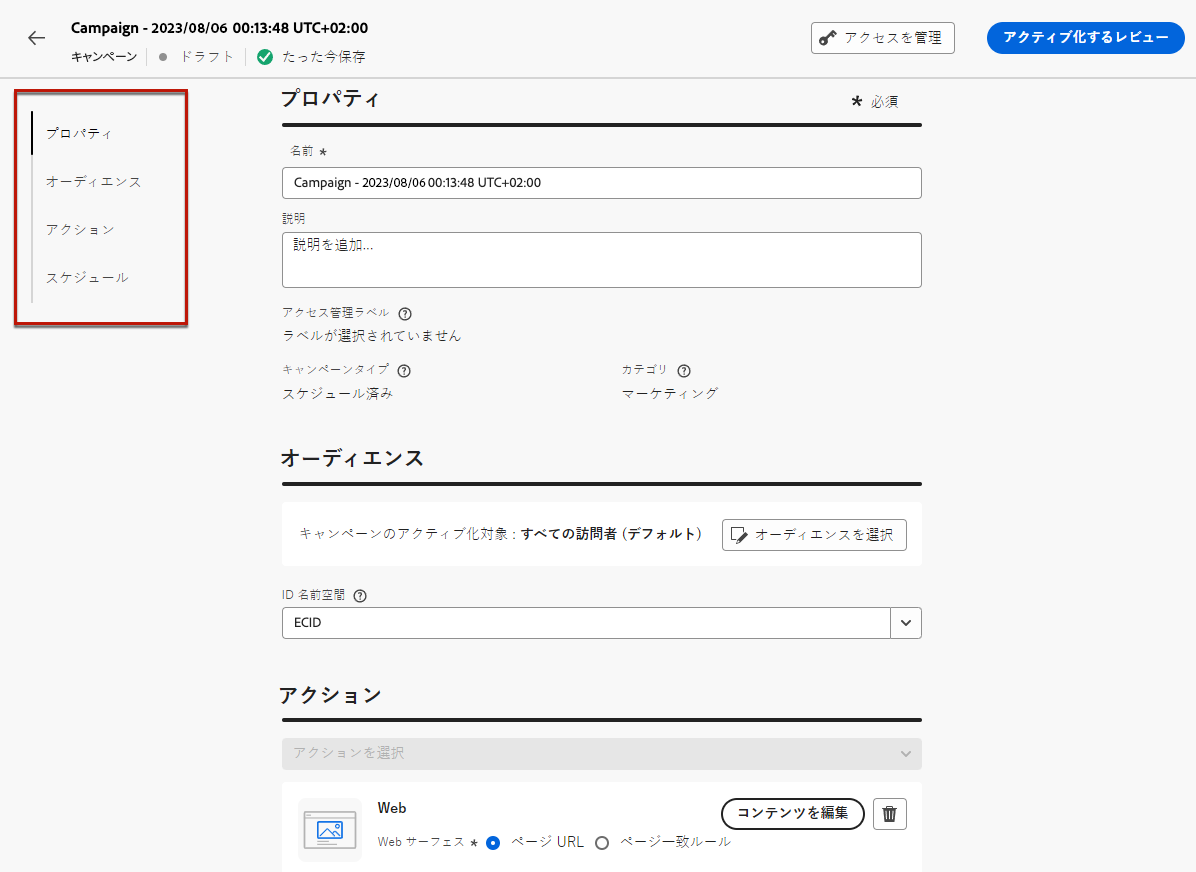 Campaign - 2023/08/06 00:13:48 UTC+02:00
キャンペーン ドラフト たった今保存
アクセスを管理
アクティブ化するレビュー
プロパティ
オーディエンス
アクション
スケジュール
プロパティ
* 必須
名前 *
Campaign - 2023/08/06 00:13:48 UTC+02:00
説明
説明を追加...
アクセス管理ラベル
ラベルが選択されていません
キャンペーンタイプ
スケジュール済み
カテゴリ
マーケティング
オーディエンス
キャンペーンのアクティブ化対象 : すべての訪問者 (デフォルト)
オーディエンスを選択
ID 名前空間
ECID
アクション
アクションを選択
Web
コンテンツを編集
Web サーフェス * ページ URL ページ一致ルール